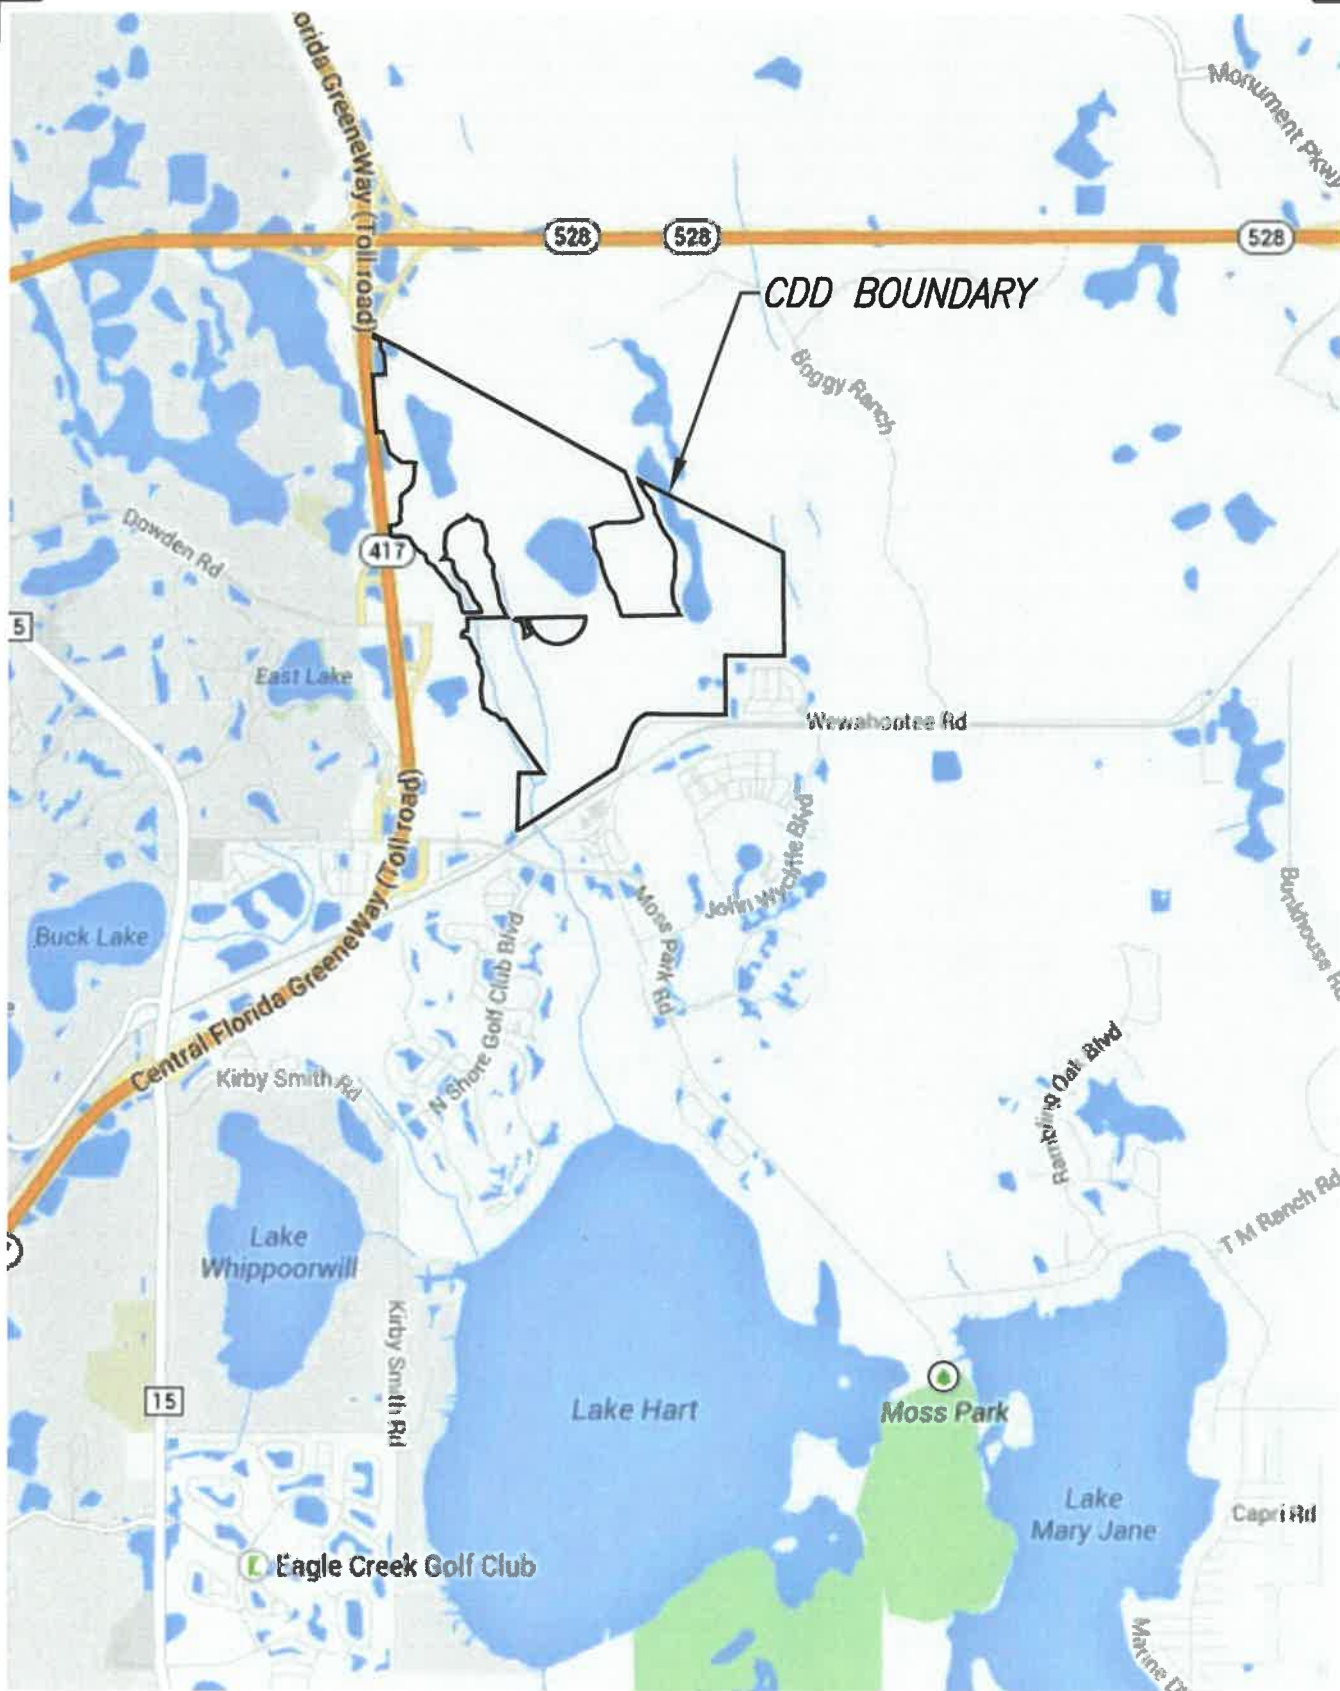 orida GreeneWay (Toll road)
Monument Pkwy
528
528
528
CDD BOUNDARY
Boggy Ranch
Dowden Rd
417
5
East Lake
Wewahootee Rd
John Wycliffe Blvd
Buck Lake
Moss Park Rd
N Shore Golf Club Blvd
Bunkhouse Rd
Central Florida GreeneWay (Toll road)
Kirby Smith Rd
Rambling Oak Blvd
T M Ranch Rd
Lake
Whippoorwill
Kirby Smith Rd
15
Lake Hart
Moss Park
Lake
Mary Jane
Capri Rd
Eagle Creek Golf Club
Marine